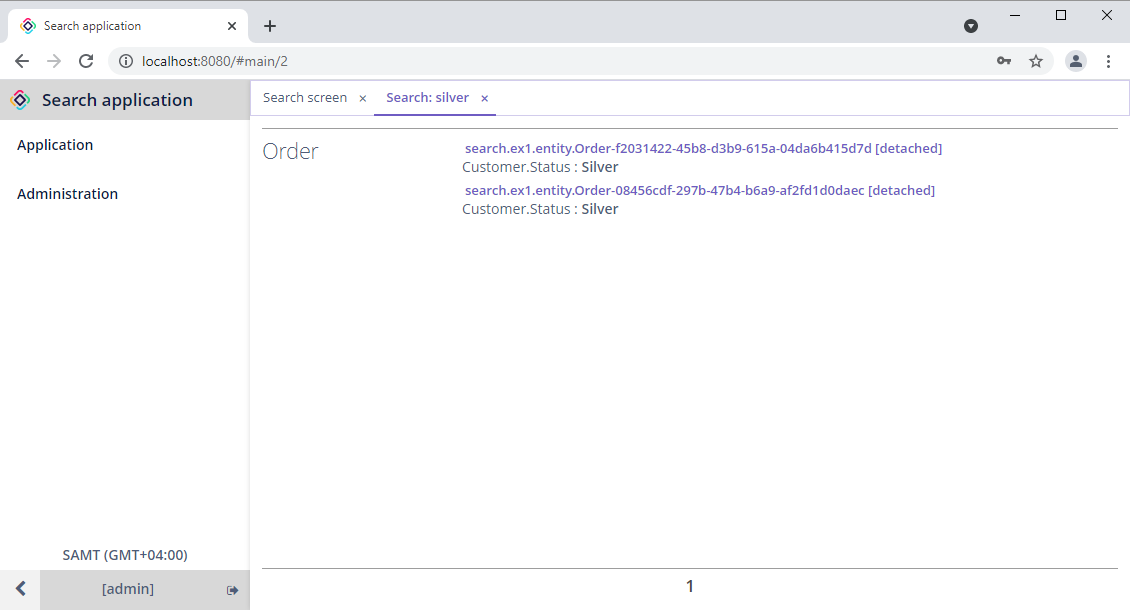 Search application
localhost:8080/#main/2
Search application
Search screen
Search: silver
Application
Administration
Order
search.ex1.entity.Order-f2031422-45b8-d3b9-615a-04da6b415d7d [detached]
Customer.Status : Silver
search.ex1.entity.Order-08456cdf-297b-47b4-b6a9-af2fd1d0daec [detached]
Customer.Status : Silver
SAMT (GMT+04:00)
[admin]
1